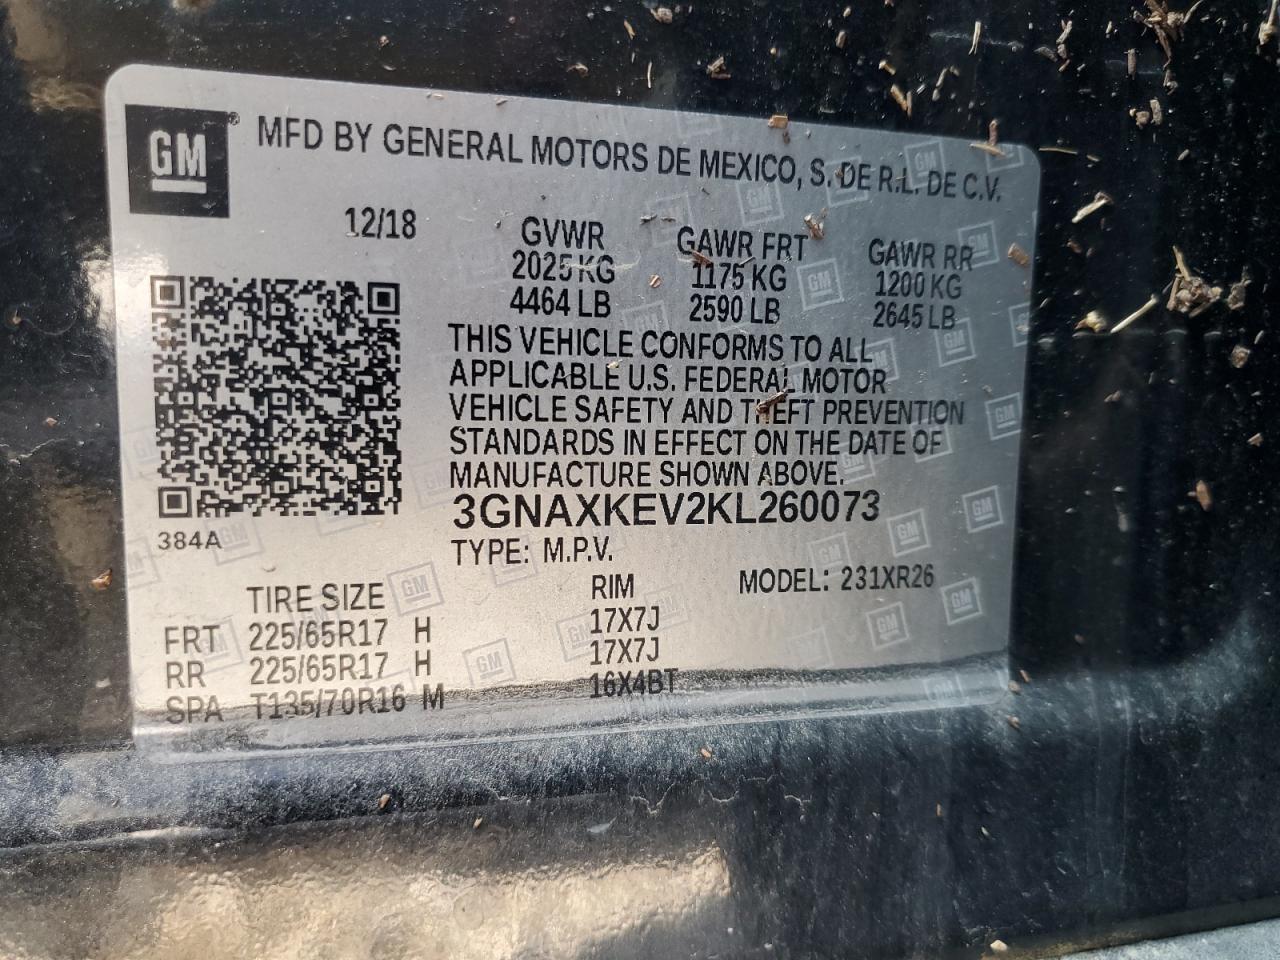 GM® MFD BY GENERAL MOTORS DE MEXICO, S. DE R.L. DE C.V.
12/18 GVWR GAWR FRT GAWR RR
2025 KG 1175 KG 1200 KG
4464 LB 2590 LB 2645 LB
THIS VEHICLE CONFORMS TO ALL
APPLICABLE U.S. FEDERAL MOTOR
VEHICLE SAFETY AND THEFT PREVENTION
STANDARDS IN EFFECT ON THE DATE OF
MANUFACTURE SHOWN ABOVE.
3GNAXKEV2KL260073
384A
TYPE: M.P.V. MODEL: 231XR26
TIRE SIZE RIM
FRT 225/65R17 H 17X7J
RR 225/65R17 H 17X7J
SPA T135/70R16 M 16X4BT